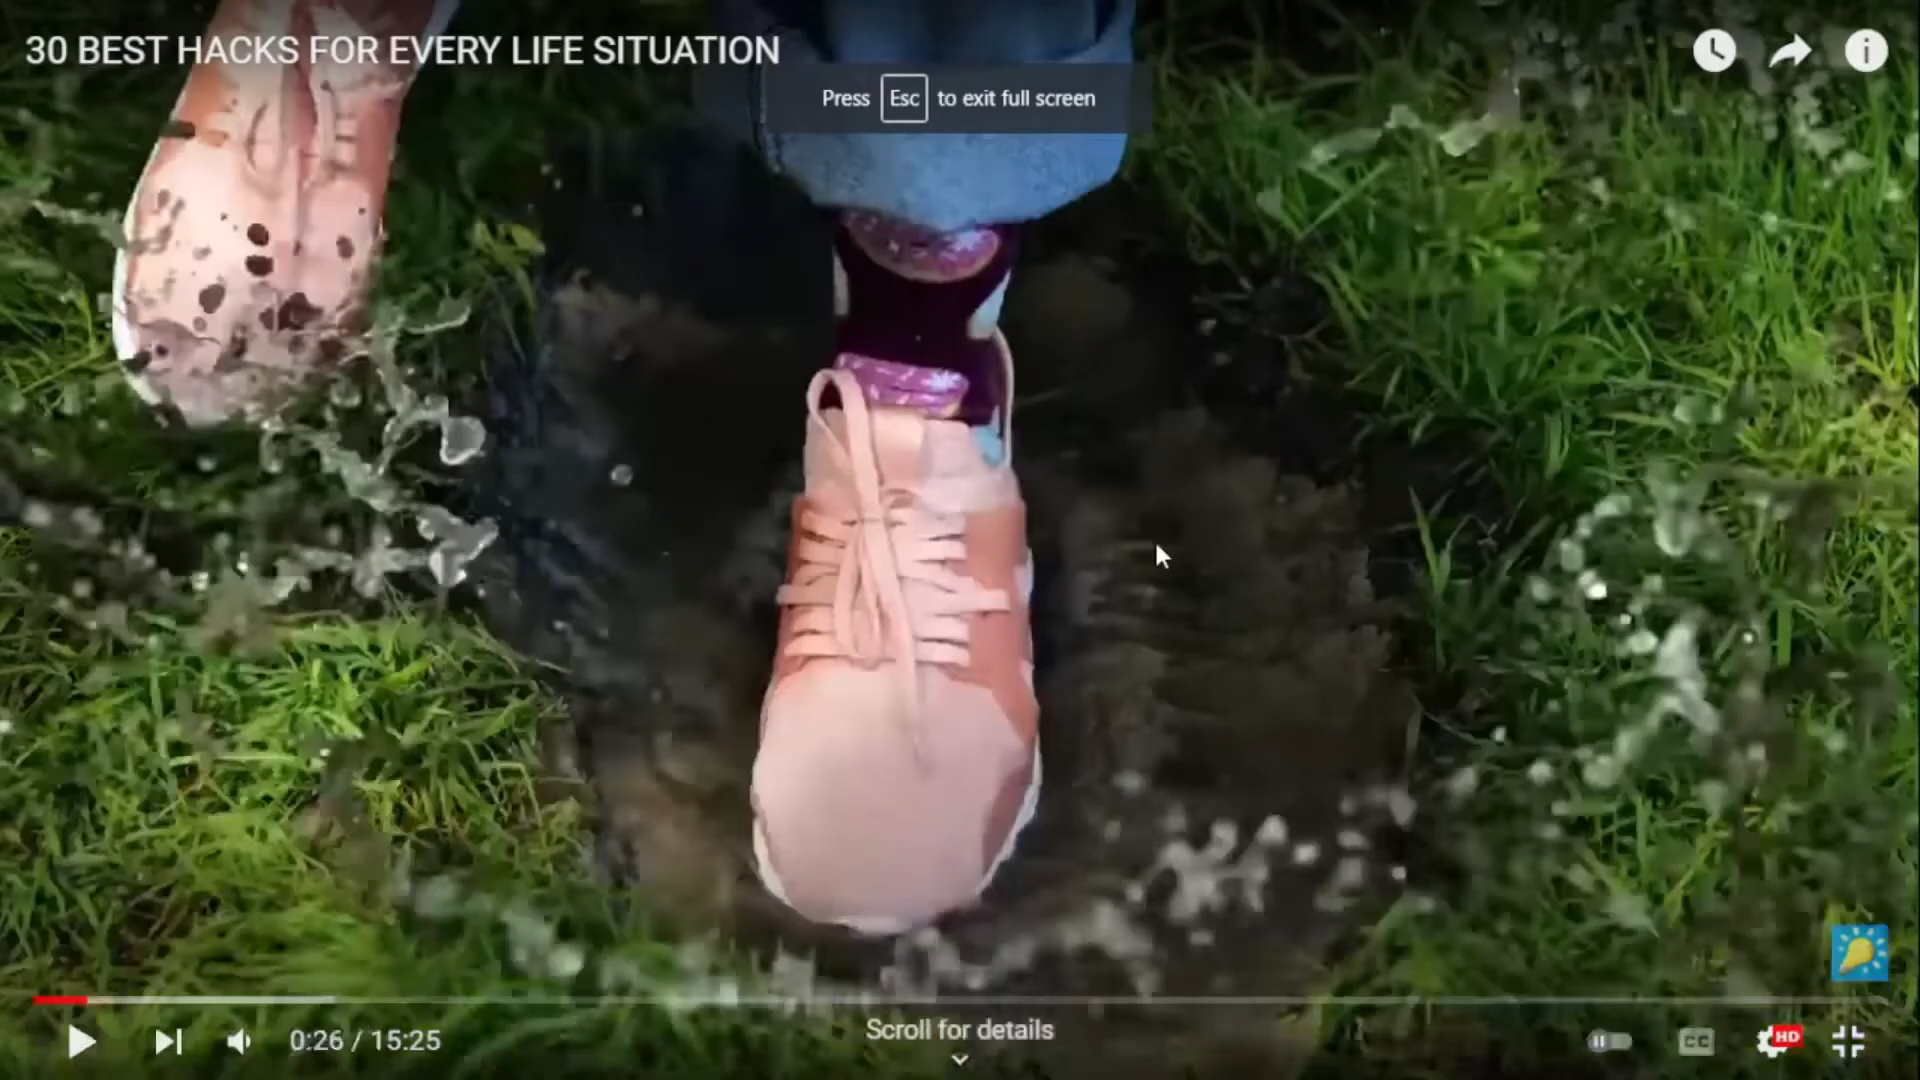 30 BEST HACKS FOR EVERY LIFE SITUATION
Press Esc to exit full screen
Scroll for details
0:26 / 15:25
CC
HD